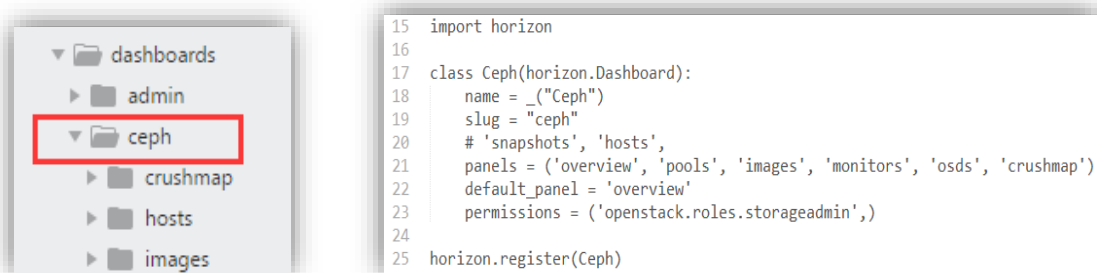 dashboards
admin
ceph
crushmap
hosts
images
15 import horizon
16
17 class Ceph(horizon.Dashboard):
18     name = _("Ceph")
19     slug = "ceph"
20     # 'snapshots', 'hosts',
21     panels = ('overview', 'pools', 'images', 'monitors', 'osds', 'crushmap')
22     default_panel = 'overview'
23     permissions = ('openstack.roles.storageadmin',)
24
25 horizon.register(Ceph)